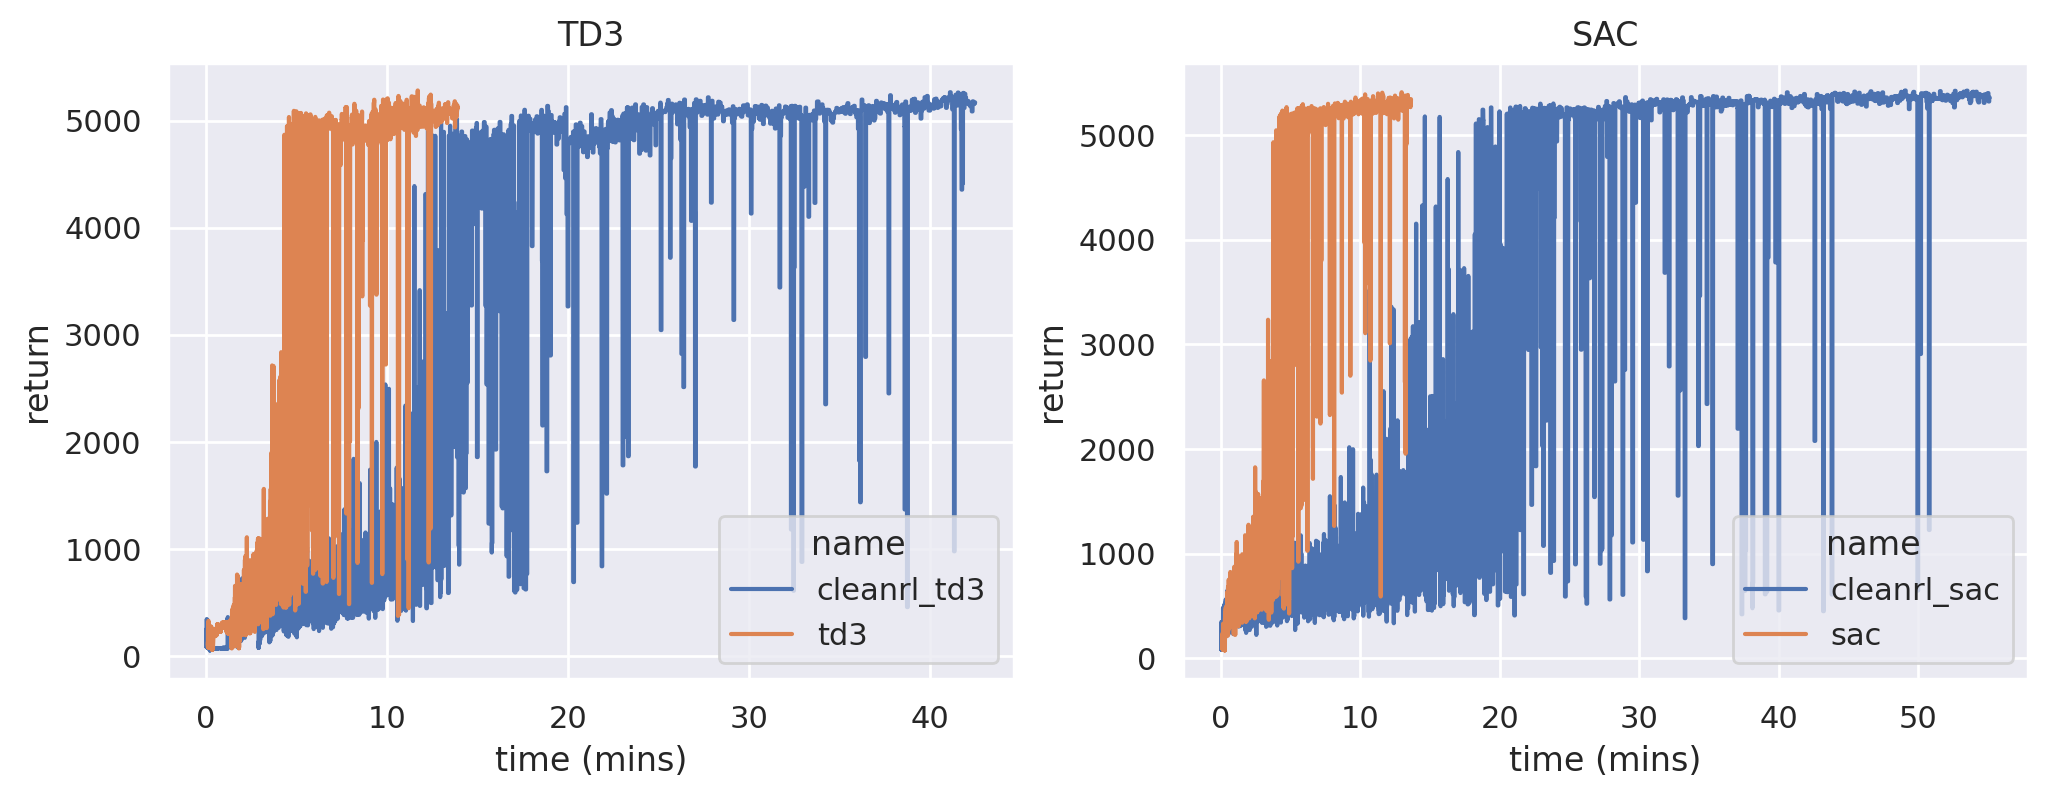 TD3
5000
4000
3000
2000
1000
0
return
0 10 20 30 40
time (mins)
name
cleanrl_td3
td3
SAC
5000
4000
3000
2000
1000
0
return
0 10 20 30 40 50
time (mins)
name
cleanrl_sac
sac